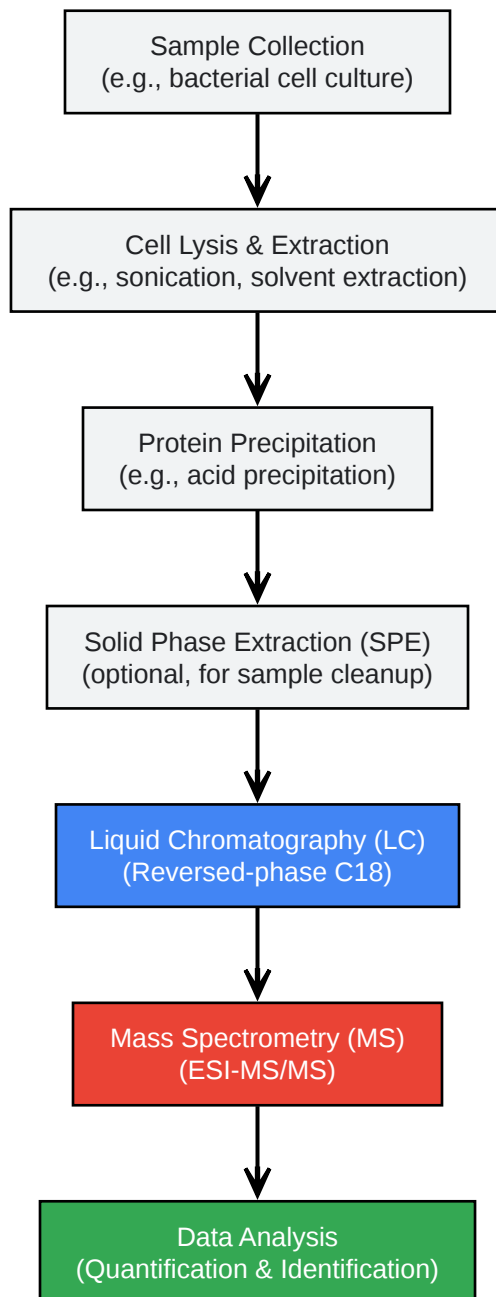 Sample Collection
(e.g., bacterial cell culture)
Cell Lysis & Extraction
(e.g., sonication, solvent extraction)
Protein Precipitation
(e.g., acid precipitation)
Solid Phase Extraction (SPE)
(optional, for sample cleanup)
Liquid Chromatography (LC)
(Reversed-phase C18)
Mass Spectrometry (MS)
(ESI-MS/MS)
Data Analysis
(Quantification & Identification)